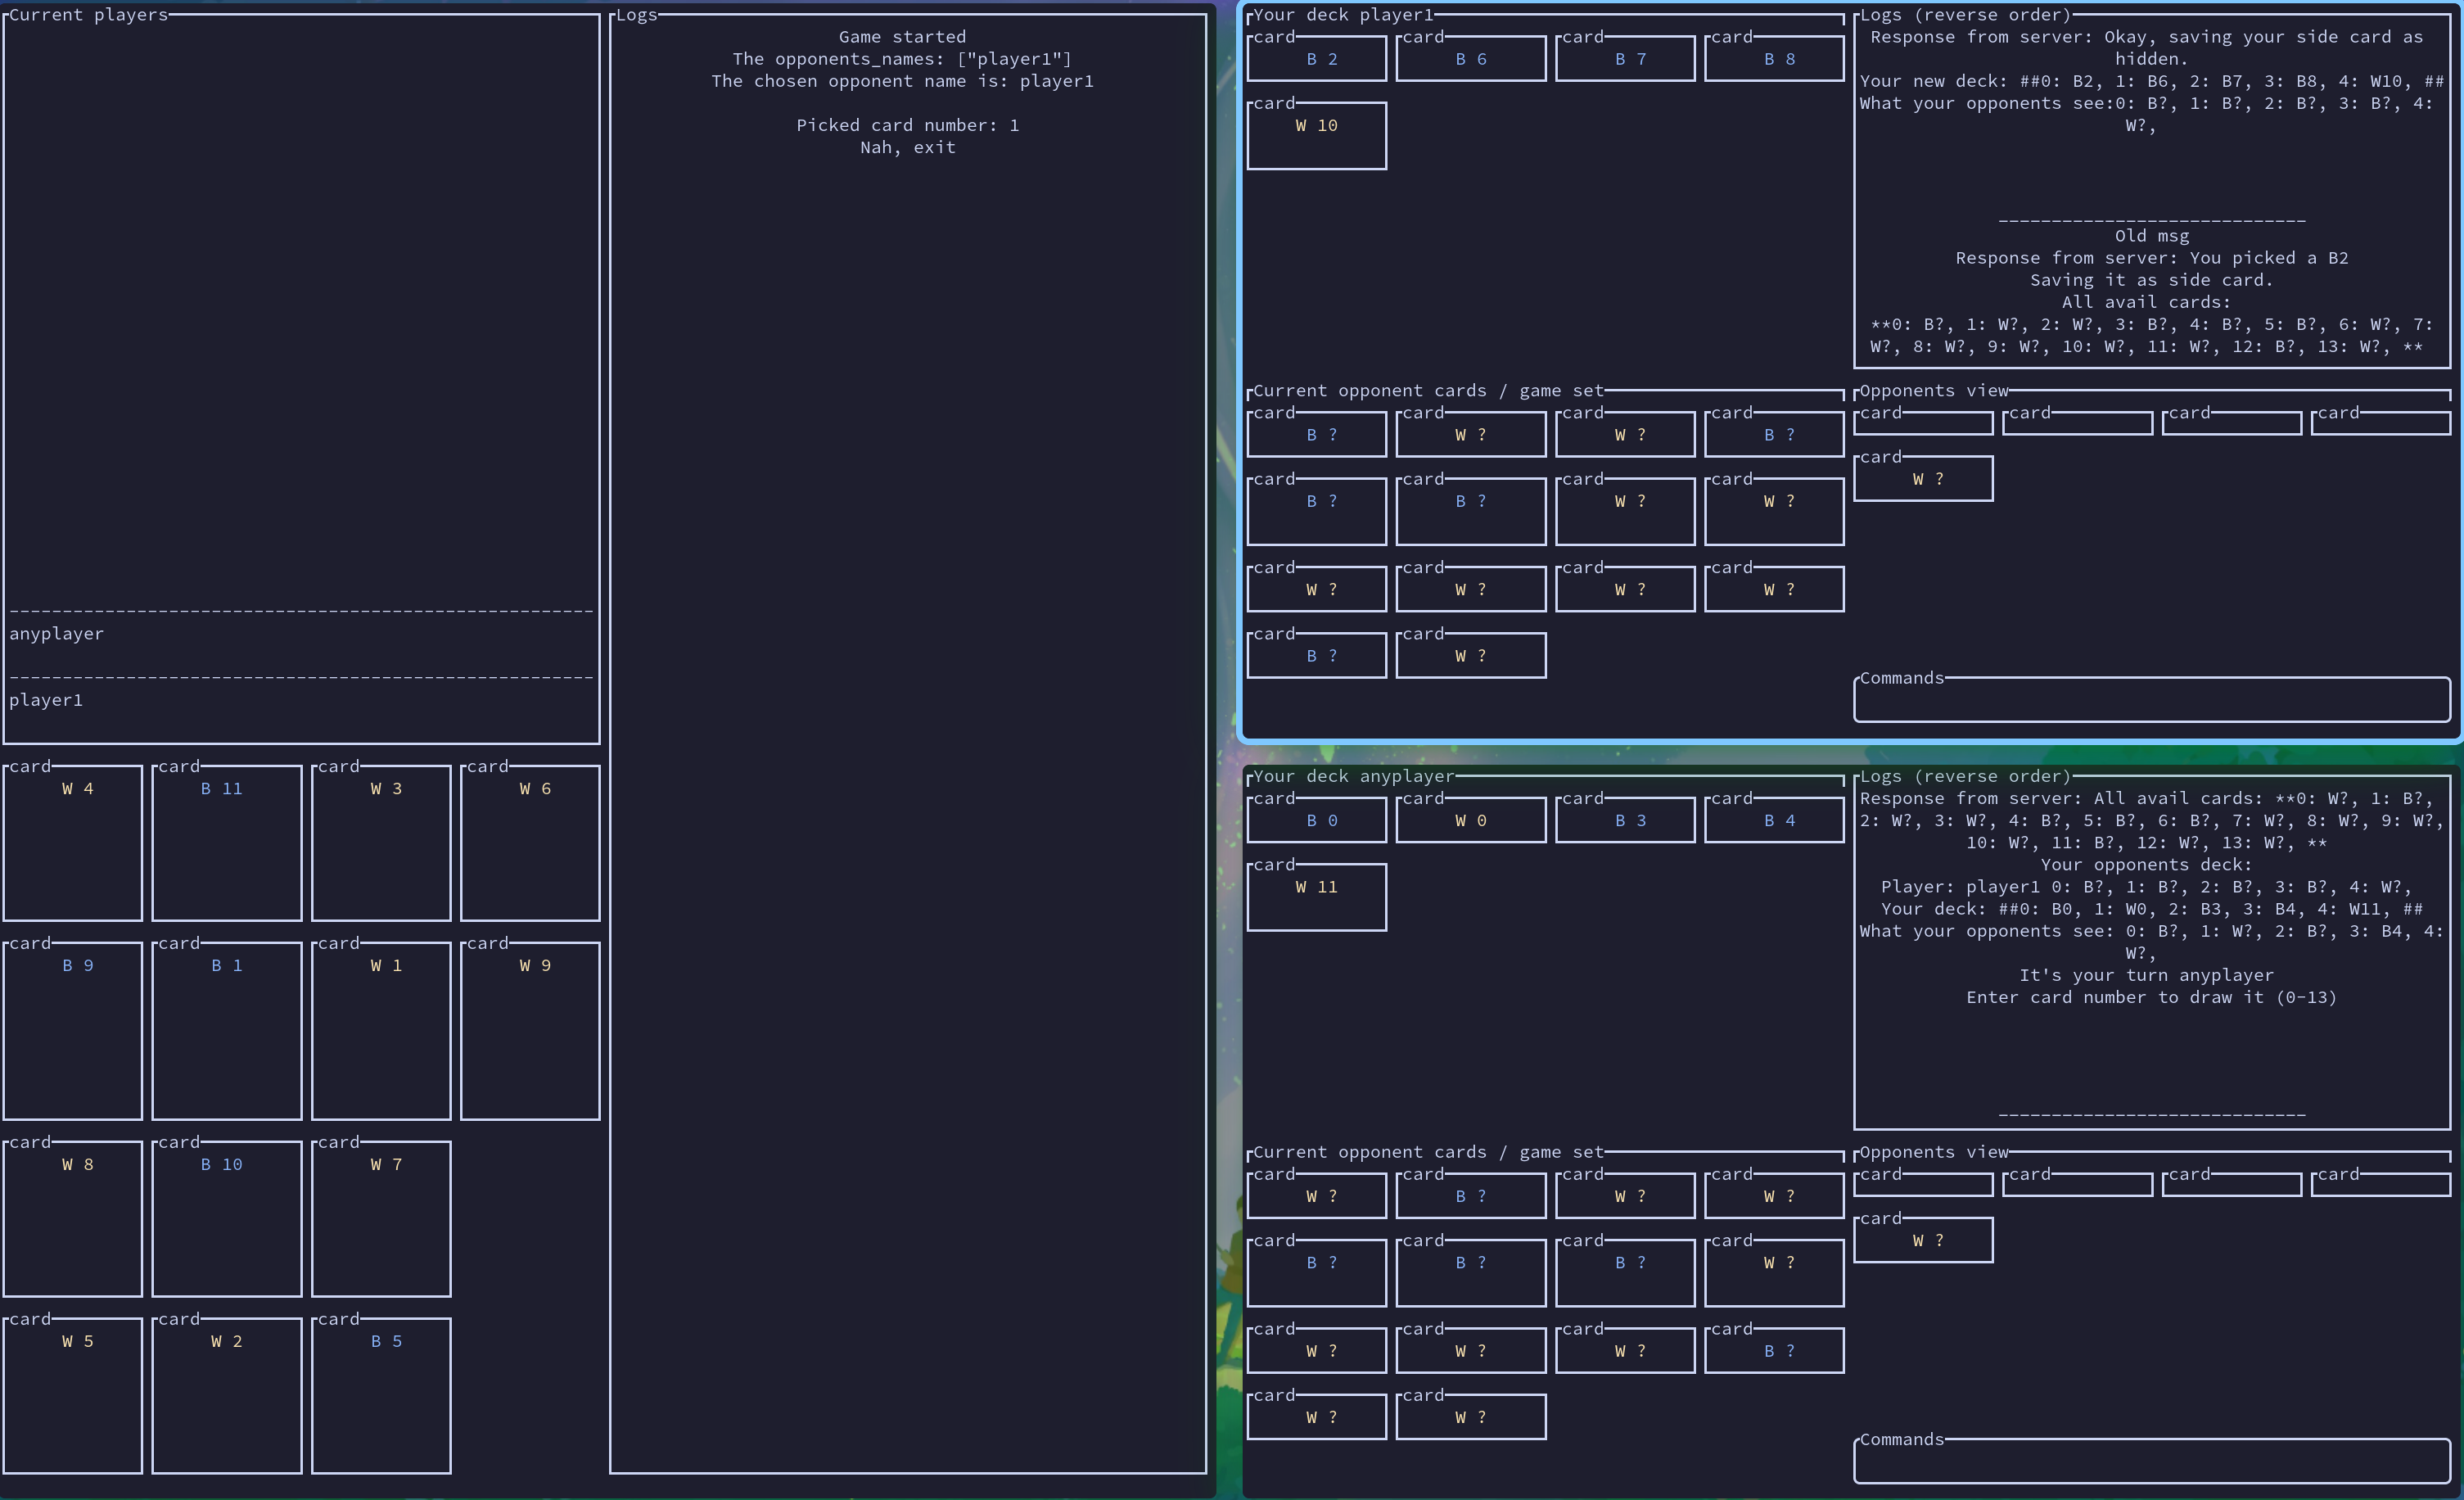 Current players
anyplayer
player1
card card card card
W 4 B 11 W 3 W 6
card card card card
B 9 B 1 W 1 W 9
card card card
W 8 B 10 W 7
card card card
W 5 W 2 B 5
Logs
Game started
The opponents_names: ["player1"]
The chosen opponent name is: player1
Picked card number: 1
Nah, exit
Your deck player1
card card card card
B 2 B 6 B 7 B 8
card
W 10
Logs (reverse order)
Response from server: Okay, saving your side card as
hidden.
Your new deck: ##0: B2, 1: B6, 2: B7, 3: B8, 4: W10, ##
What your opponents see:0: B?, 1: B?, 2: B?, 3: B?, 4:
W?,
Old msg
Response from server: You picked a B2
Saving it as side card.
All avail cards:
**0: B?, 1: W?, 2: W?, 3: B?, 4: B?, 5: B?, 6: W?, 7:
W?, 8: W?, 9: W?, 10: W?, 11: W?, 12: B?, 13: W?, **
Current opponent cards / game set
card card card card
B ? W ? W ? B ?
card card card card
B ? B ? W ? W ?
card card card card
W ? W ? W ? W ?
card card
B ? W ?
Opponents view
card card card card
card
W ?
Commands
Your deck anyplayer
card card card card
B 0 W 0 B 3 B 4
card
W 11
Logs (reverse order)
Response from server: All avail cards: **0: W?, 1: B?,
2: W?, 3: W?, 4: B?, 5: B?, 6: B?, 7: W?, 8: W?, 9: W?,
10: W?, 11: B?, 12: W?, 13: W?, **
Your opponents deck:
Player: player1 0: B?, 1: B?, 2: B?, 3: B?, 4: W?,
Your deck: ##0: B0, 1: W0, 2: B3, 3: B4, 4: W11, ##
What your opponents see: 0: B?, 1: W?, 2: B?, 3: B4, 4:
W?,
It's your turn anyplayer
Enter card number to draw it (0-13)
Current opponent cards / game set
card card card card
W ? B ? W ? W ?
card card card card
B ? B ? B ? W ?
card card card card
W ? W ? W ? B ?
card card
W ? W ?
Opponents view
card card card card
card
W ?
Commands